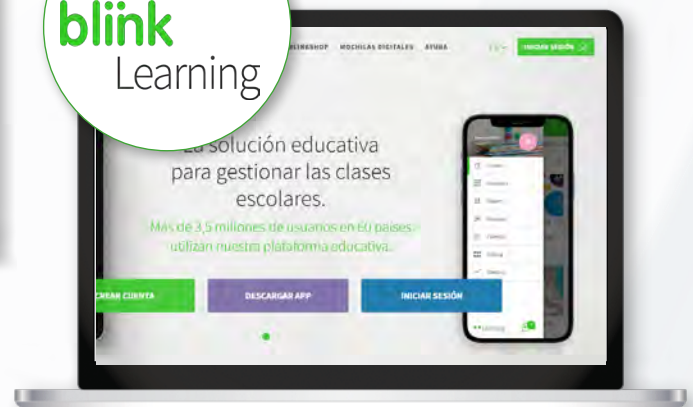 blink
Learning
BLINKSHOP MOCHILAS DIGITALES AYUDA
INICIAR SESIÓN
La solución educativa
para gestionar las clases
escolares.
Más de 3,5 millones de usuarios en 60 países
utilizan nuestra plataforma educativa.
CREAR CUENTA
DESCARGAR APP
INICIAR SESIÓN